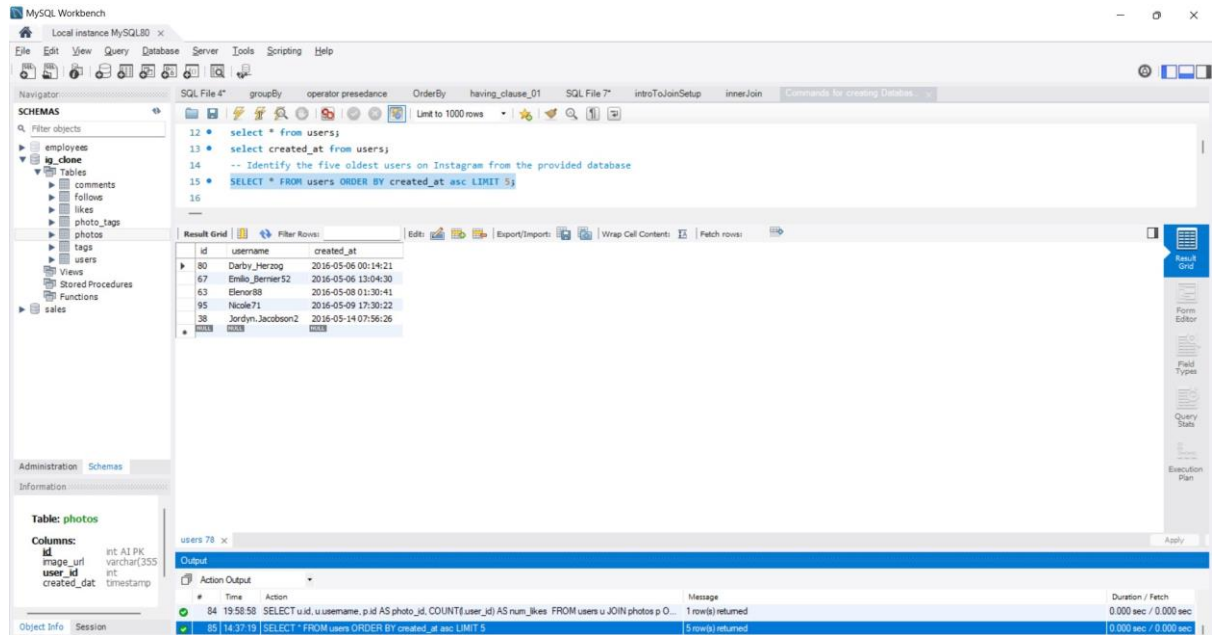 MySQL Workbench
Local instance MySQL80 ×
File Edit View Query Database Server Tools Scripting Help
Navigator
SQL File 4* groupBy operator presedance OrderBy having_clause_01 SQL File 7* introToJoinSetup innerJoin Commands for creating Databas... ×
SCHEMAS
Filter objects
employees
ig_clone
Tables
comments
follows
likes
photo_tags
photos
tags
users
Views
Stored Procedures
Functions
sales
Limit to 1000 rows
12 select * from users;
13 select created_at from users;
14 -- Identify the five oldest users on Instagram from the provided database
15 SELECT * FROM users ORDER BY created_at asc LIMIT 5;
16
Result Grid Filter Rows: Edit: Export/Import: Wrap Cell Content: Fetch rows:
id username created_at
80 Darby_Herzog 2016-05-06 00:14:21
67 Emilio_Bernier52 2016-05-06 13:04:30
63 Elenor88 2016-05-08 01:30:41
95 Nicole71 2016-05-09 17:30:22
38 Jordyn.Jacobson2 2016-05-14 07:56:26
NULL NULL NULL
Result
Grid
Form
Editor
Field
Types
Query
Stats
Execution
Plan
Administration Schemas
Information
Table: photos
Columns:
id int AI PK
image_url varchar(355
user_id int
created_dat timestamp
Object Info Session
users 78 ×
Apply
Output
Action Output
# Time Action Message Duration / Fetch
84 19:58:58 SELECT u.id, u.username, p.id AS photo_id, COUNT(l.user_id) AS num_likes FROM users u JOIN photos p O... 1 row(s) returned 0.000 sec / 0.000 sec
85 14:37:19 SELECT * FROM users ORDER BY created_at asc LIMIT 5 5 row(s) returned 0.000 sec / 0.000 sec